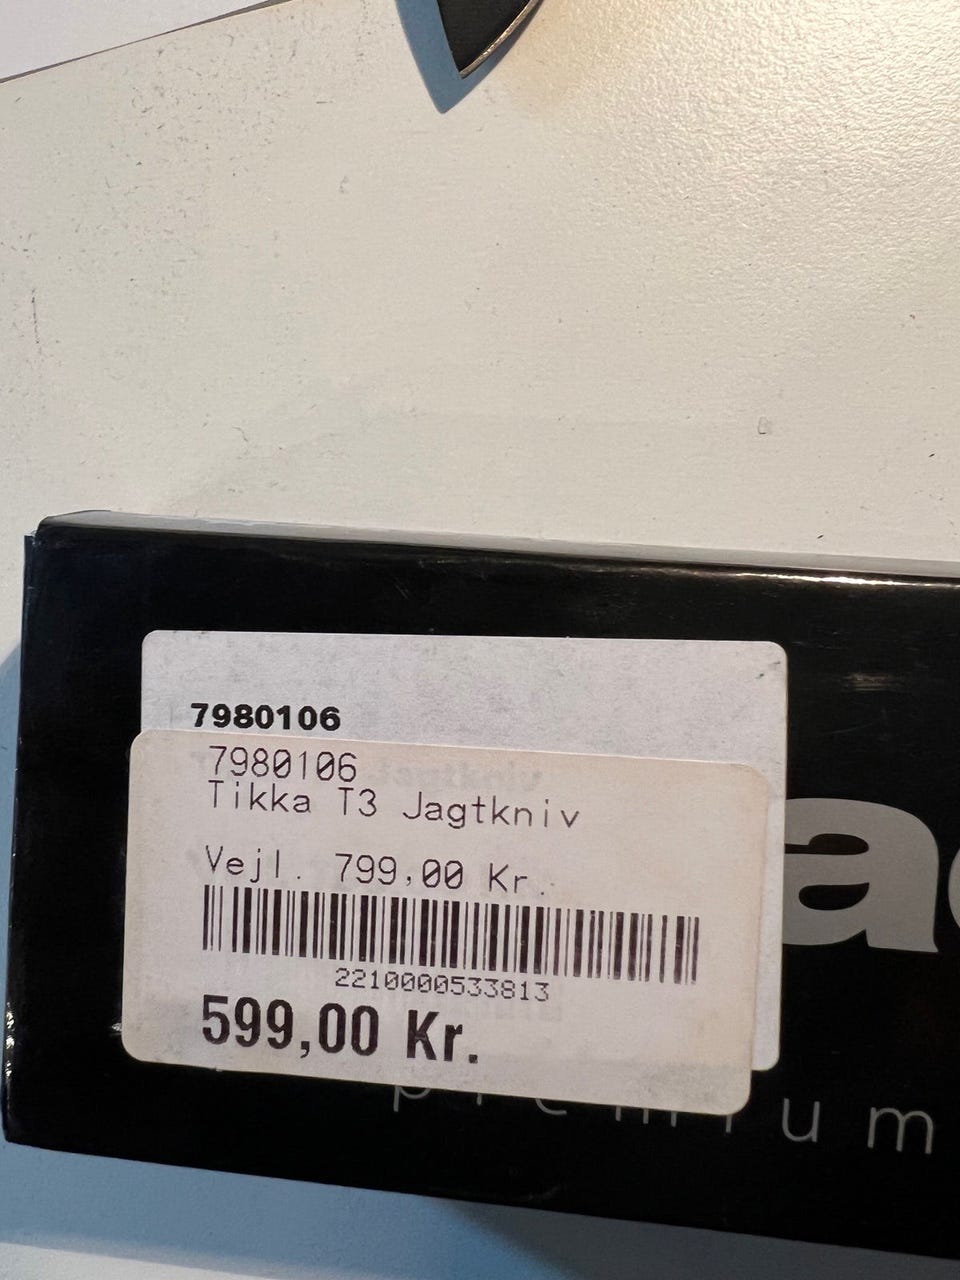 7980106
7980106
Tikka T3 Jagtkniv
Vejl. 799,00 Kr.
2210000533813
599,00 Kr.
premium